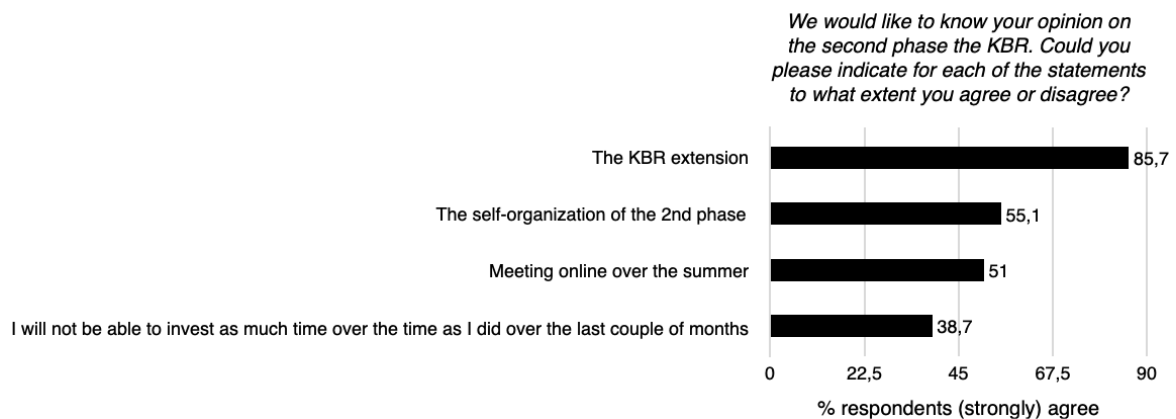 We would like to know your opinion on
the second phase the KBR. Could you
please indicate for each of the statements
to what extent you agree or disagree?
The KBR extension
85,7
The self-organization of the 2nd phase
55,1
Meeting online over the summer
51
I will not be able to invest as much time over the time as I did over the last couple of months
38,7
0 22,5 45 67,5 90
% respondents (strongly) agree